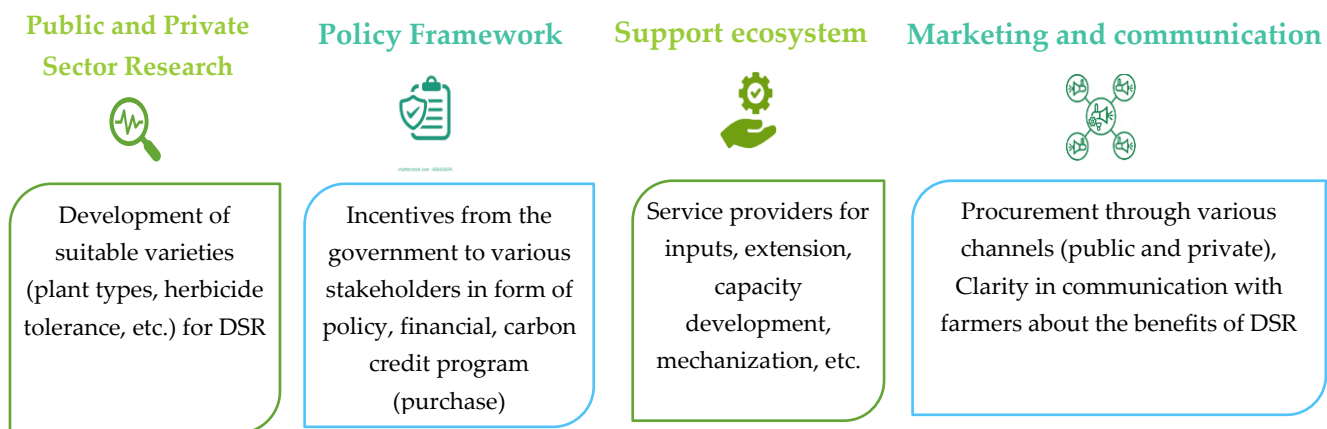 Public and Private
Sector Research
Policy Framework
Support ecosystem
Marketing and communication
Development of
suitable varieties
(plant types, herbicide
tolerance, etc.) for DSR
Incentives from the
government to various
stakeholders in form of
policy, financial, carbon
credit program
(purchase)
Service providers for
inputs, extension,
capacity
development,
mechanization, etc.
Procurement through various
channels (public and private),
Clarity in communication with
farmers about the benefits of DSR